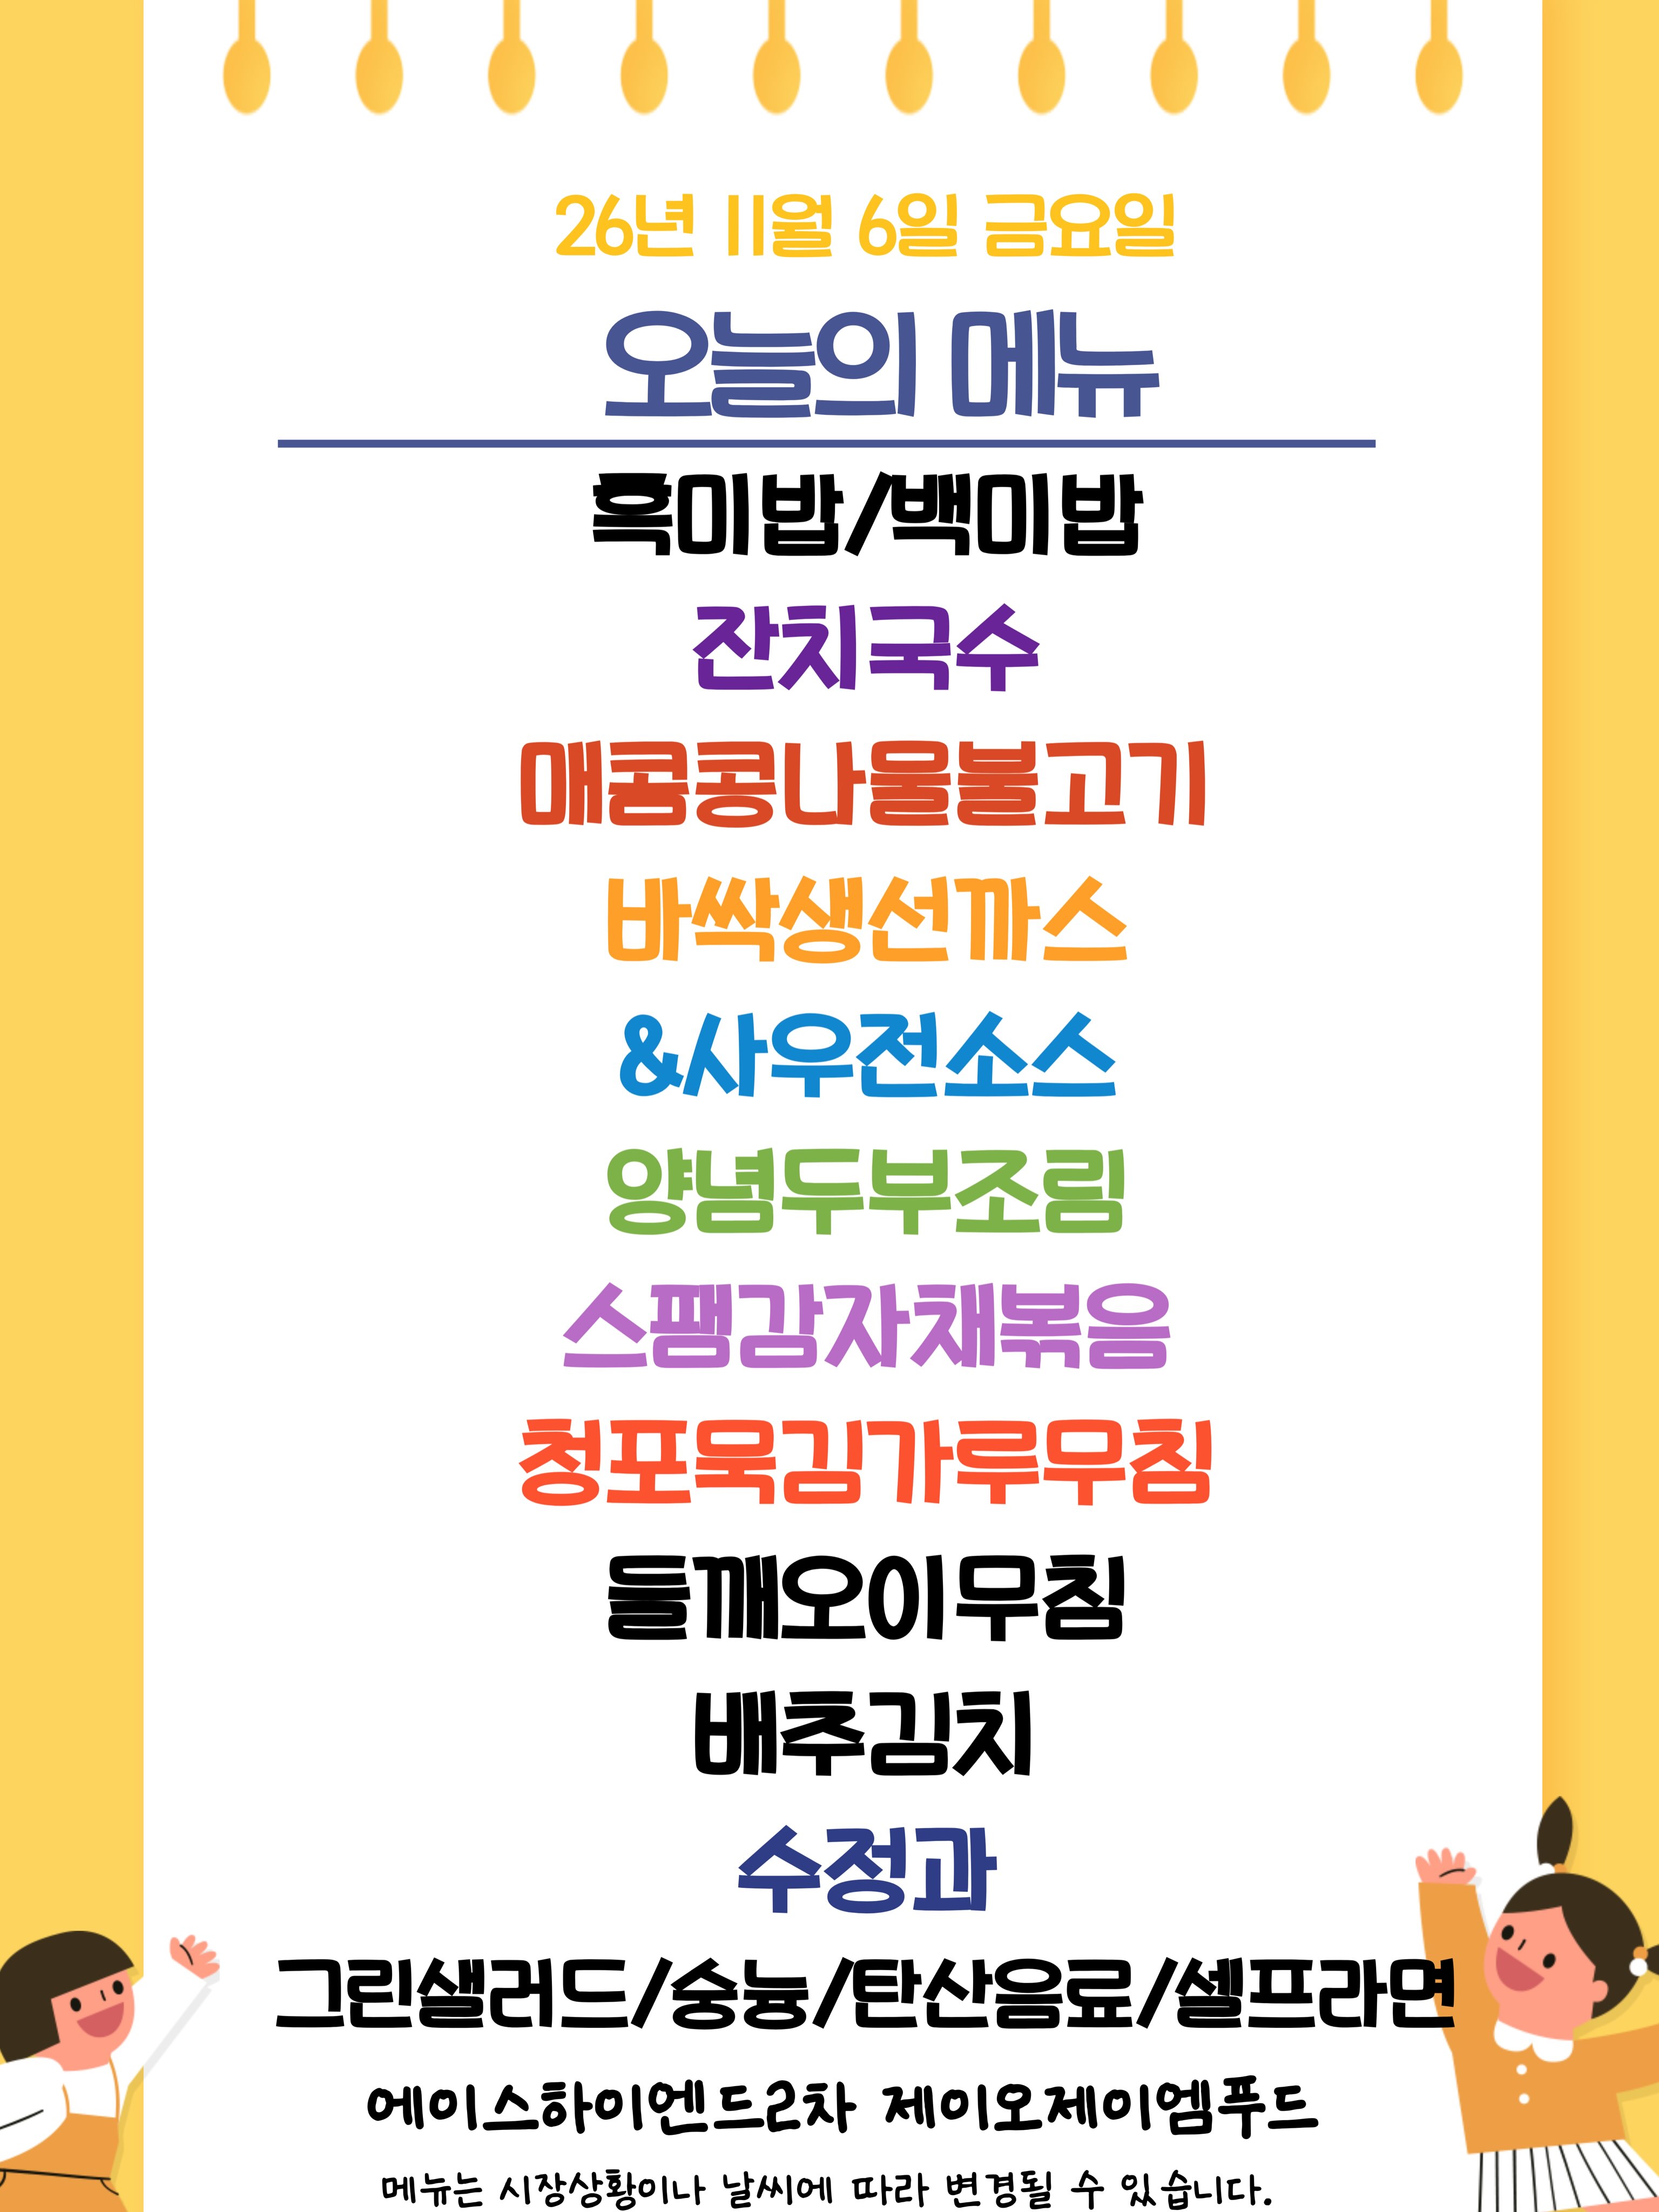 26년 11월 6일 금요일
오늘의 메뉴
흑미밥/백미밥
잔치국수
매콤콩나물불고기
바싹생선까스
&사우전소스
양념두부조림
스팸감자채볶음
청포묵김가루무침
들깨오이무침
배추김치
수정과
그린샐러드/숭늉/탄산음료/셀프라면
에이스하이엔드2차 제이오제이엠푸드
메뉴는 시장상황이나 날씨에 따라 변경될 수 있습니다.